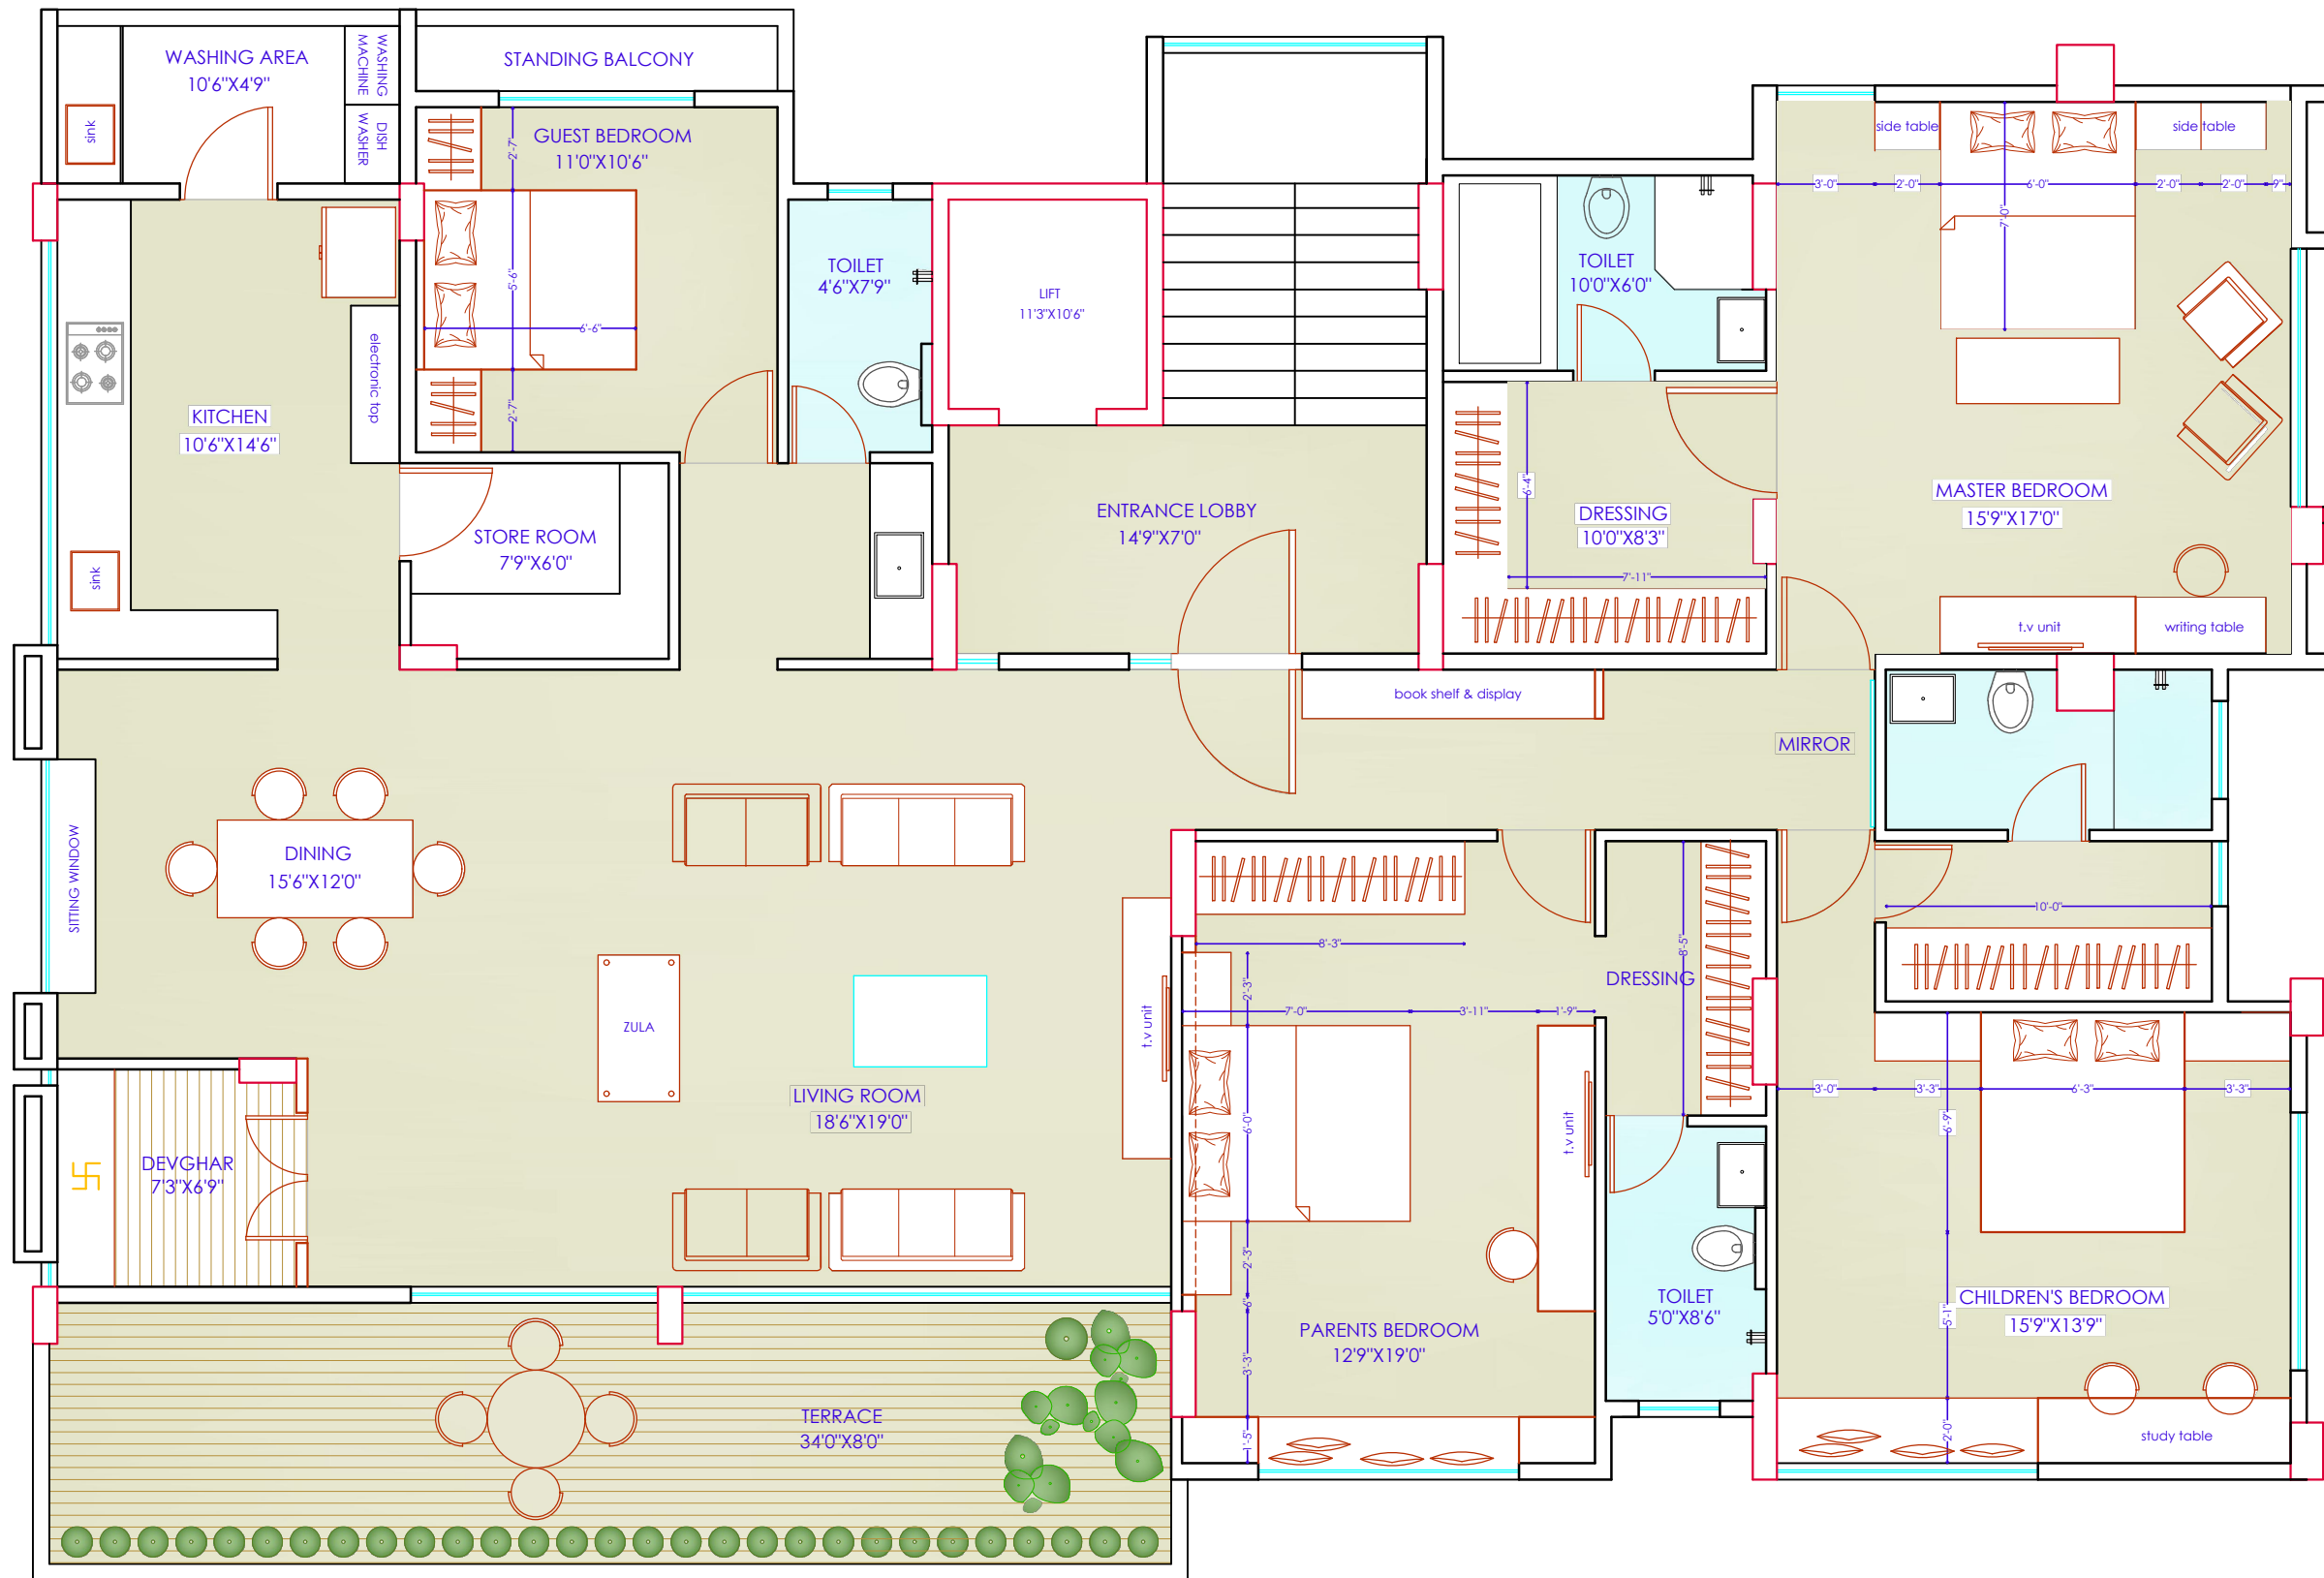 WASHING AREA
10'6"X4'9"
WASHING
MACHINE
DISH
WASHER
sink
STANDING BALCONY
GUEST BEDROOM
11'0"X10'6"
2'-7"
5'-6"
6'-6"
2'-7"
TOILET
4'6"X7'9"
LIFT
11'3"X10'6"
TOILET
10'0"X6'0"
side table
side table
3'-0"
2'-0"
6'-0"
2'-0"
2'-0"
9"
7'-0"
electronic top
KITCHEN
10'6"X14'6"
sink
STORE ROOM
7'9"X6'0"
ENTRANCE LOBBY
14'9"X7'0"
6'-4"
DRESSING
10'0"X8'3"
7'-11"
MASTER BEDROOM
15'9"X17'0"
t.v unit
writing table
book shelf & display
MIRROR
SITTING WINDOW
DINING
15'6"X12'0"
ZULA
LIVING ROOM
18'6"X19'0"
t.v unit
8'-3"
2'-3"
7'-0"
3'-11"
1'-9"
6'-0"
t.v unit
2'-3"
6"
3'-3"
1'-5"
DRESSING
8'-5"
10'-0"
3'-0"
3'-3"
6'-3"
3'-3"
6'-9"
5'-1"
2'-0"
DEVGHAR
7'3"X6'9"
卐
PARENTS BEDROOM
12'9"X19'0"
TOILET
5'0"X8'6"
CHILDREN'S BEDROOM
15'9"X13'9"
study table
TERRACE
34'0"X8'0"